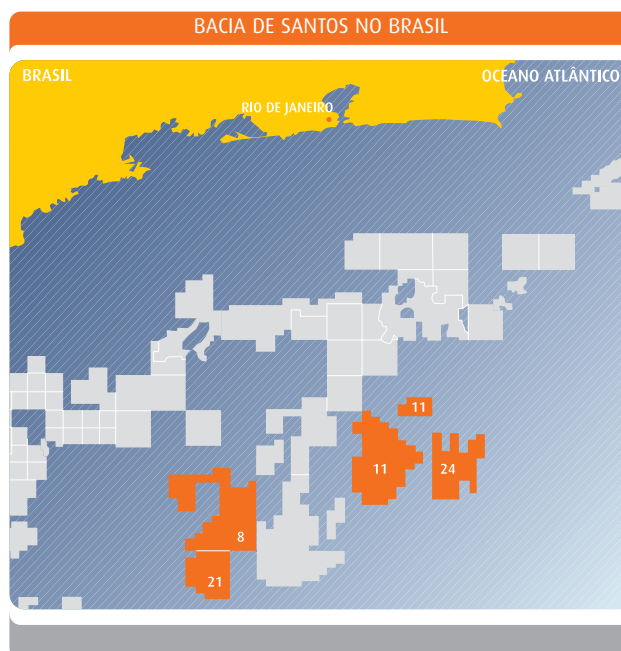 BACIA DE SANTOS NO BRASIL
BRASIL
OCEANO ATLÂNTICO
RIO DE JANEIRO
11
11
24
8
21